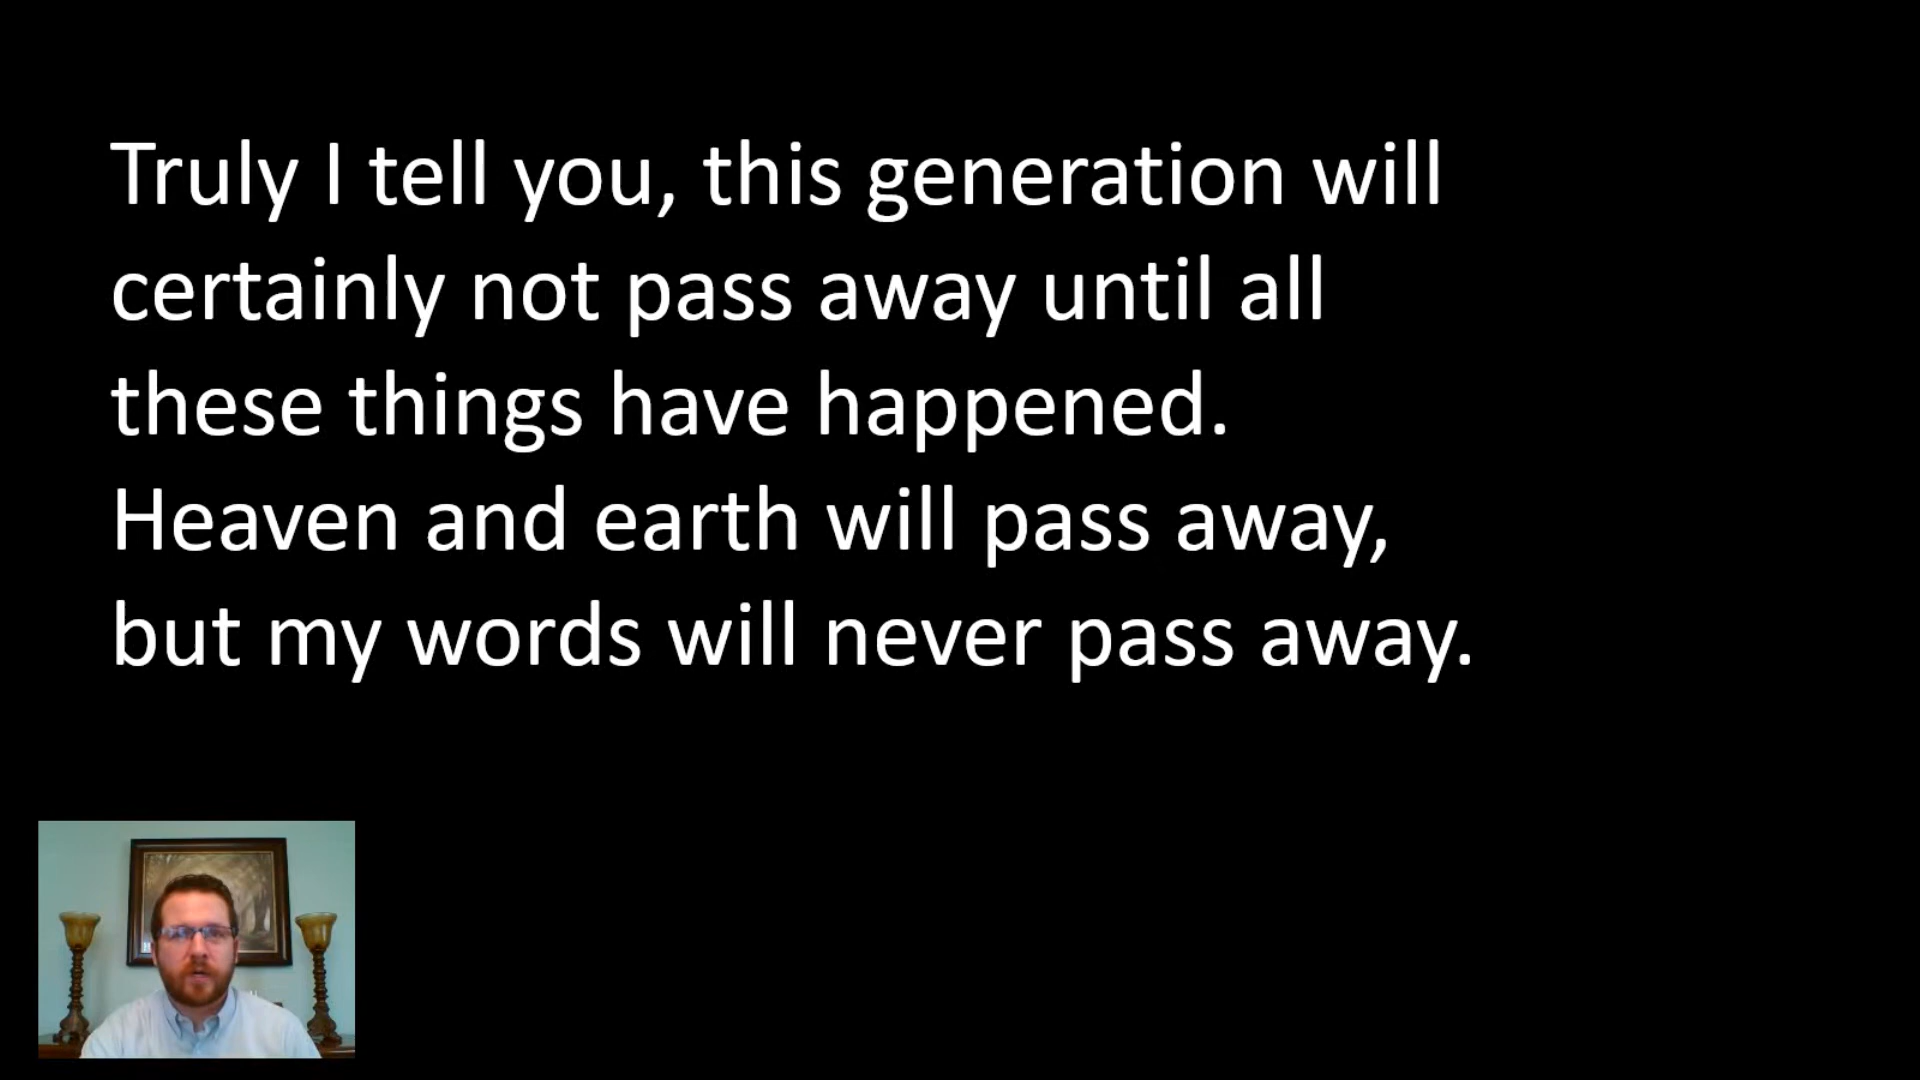 Truly I tell you, this generation will
certainly not pass away until all
these things have happened.
Heaven and earth will pass away,
but my words will never pass away.